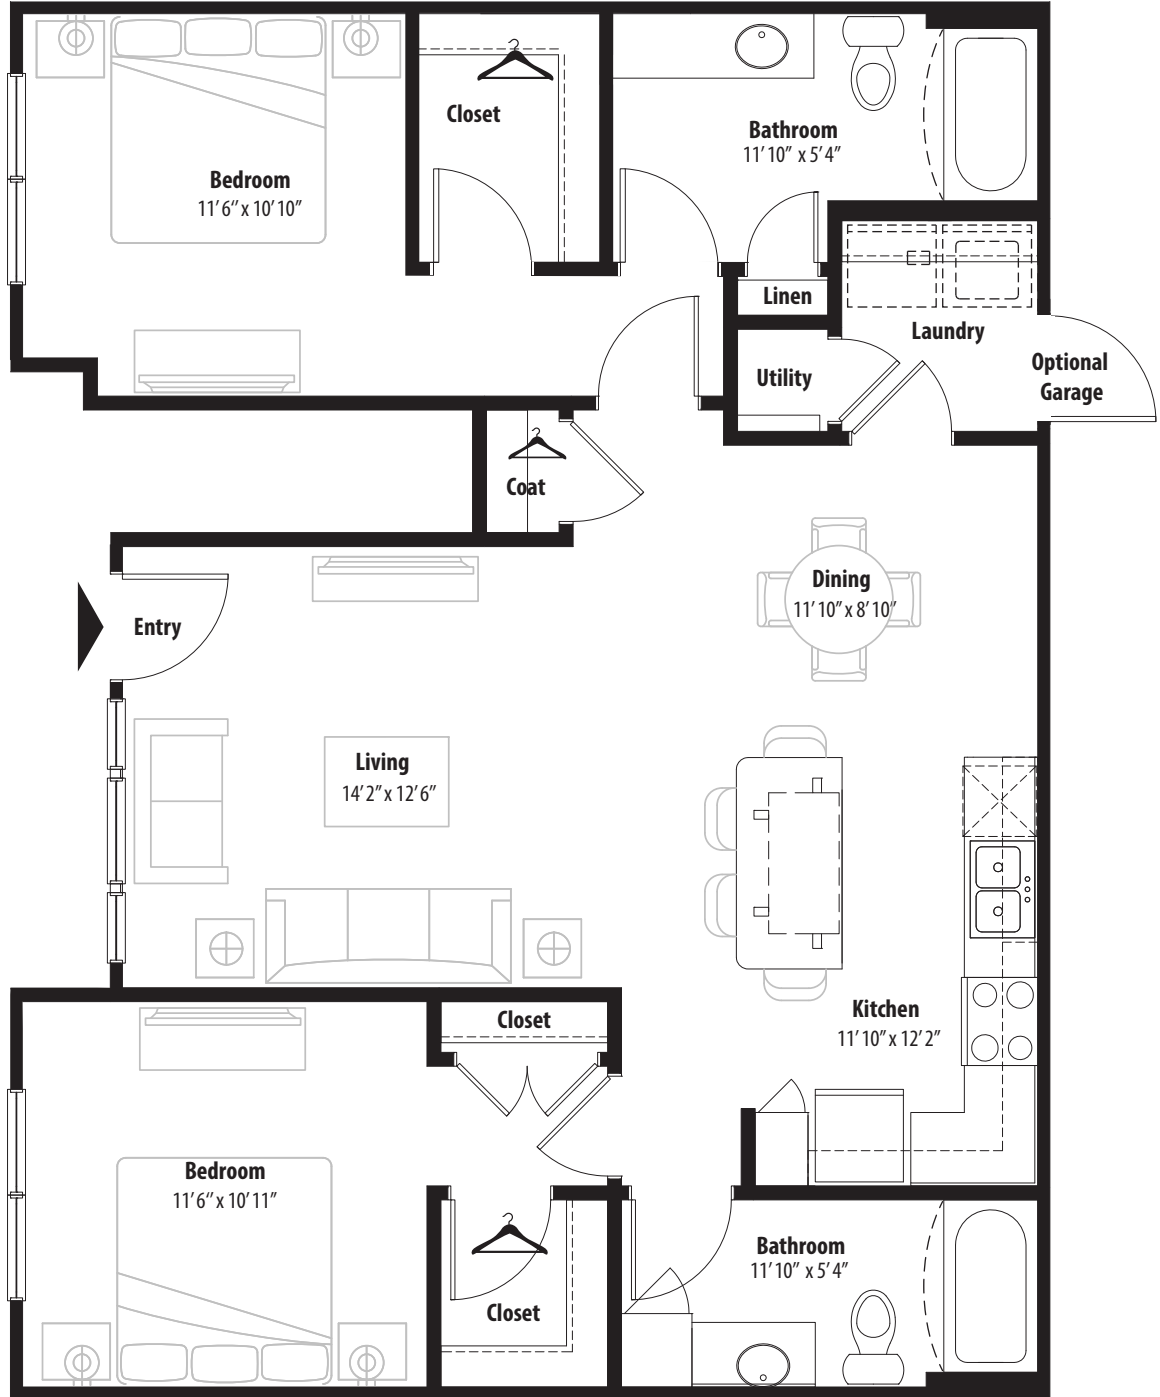 Closet
Bathroom
11' 10” x 5' 4”
Bedroom
11' 6” x 10' 10”
Linen
Laundry
Utility
Optional
Garage
Coat
Dining
11' 10” x 8' 10”
Entry
Living
14' 2” x 12' 6”
Kitchen
11' 10” x 12' 2”
Closet
Bedroom
11' 6” x 10' 11”
Bathroom
11' 10” x 5' 4”
Closet